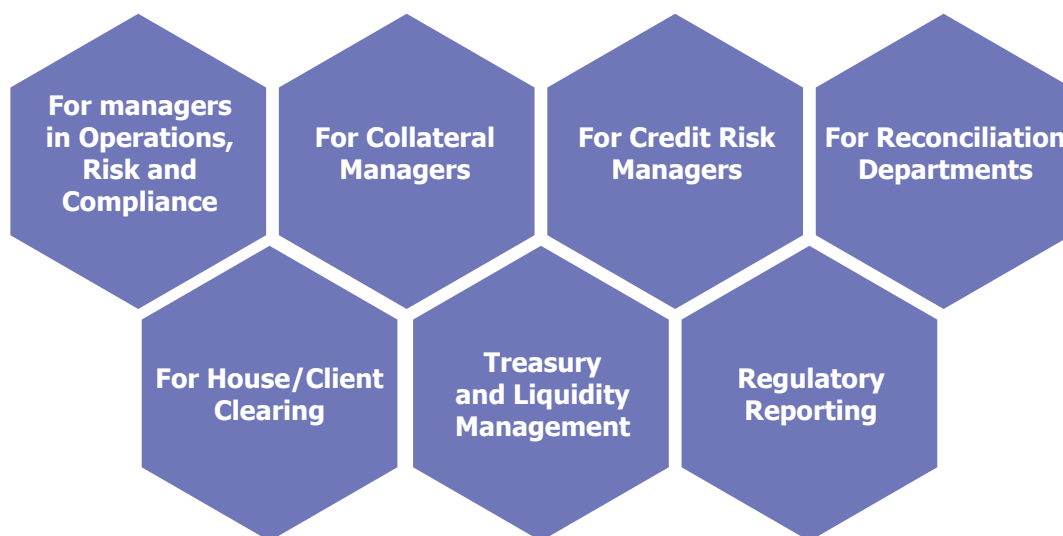 For managers
in Operations,
Risk and
Compliance
For Collateral
Managers
For Credit Risk
Managers
For Reconciliation
Departments
For House/Client
Clearing
Treasury
and Liquidity
Management
Regulatory
Reporting